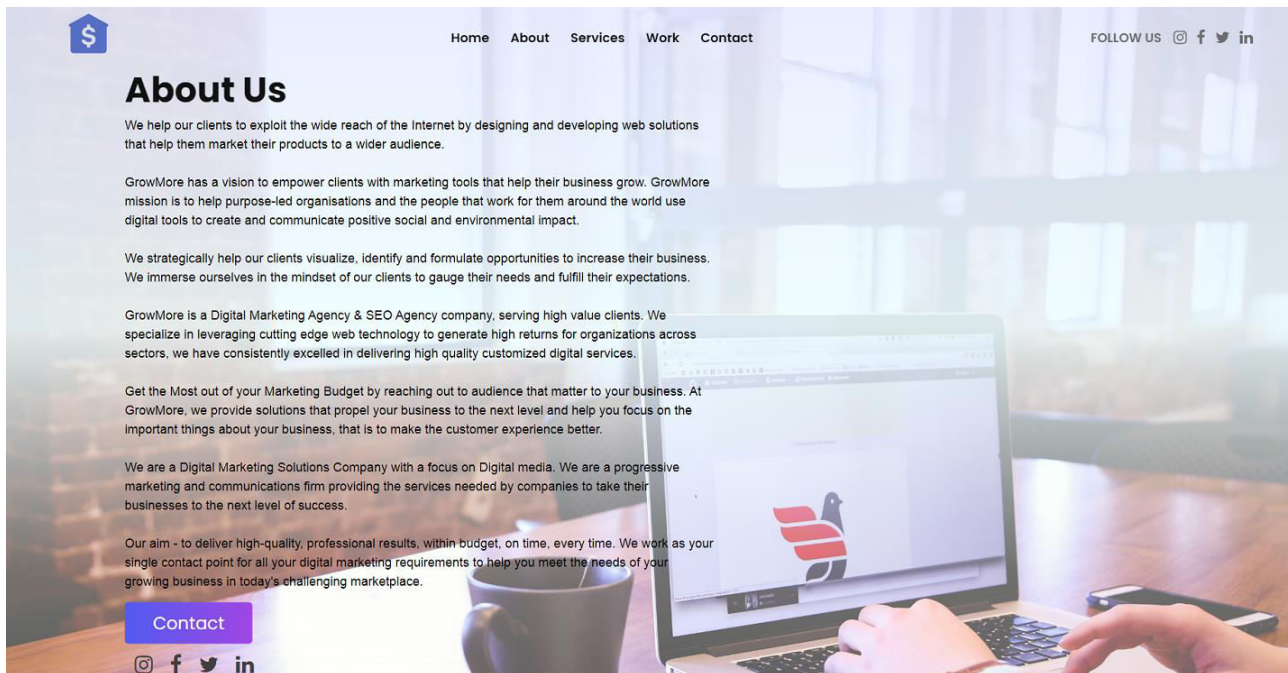 $
Home About Services Work Contact
FOLLOW US
About Us
We help our clients to exploit the wide reach of the Internet by designing and developing web solutions
that help them market their products to a wider audience.
GrowMore has a vision to empower clients with marketing tools that help their business grow. GrowMore
mission is to help purpose-led organisations and the people that work for them around the world use
digital tools to create and communicate positive social and environmental impact.
We strategically help our clients visualize, identify and formulate opportunities to increase their business.
We immerse ourselves in the mindset of our clients to gauge their needs and fulfill their expectations.
GrowMore is a Digital Marketing Agency & SEO Agency company, serving high value clients. We
specialize in leveraging cutting edge web technology to generate high returns for organizations across
sectors, we have consistently excelled in delivering high quality customized digital services.
Get the Most out of your Marketing Budget by reaching out to audience that matter to your business. At
GrowMore, we provide solutions that propel your business to the next level and help you focus on the
important things about your business, that is to make the customer experience better.
We are a Digital Marketing Solutions Company with a focus on Digital media. We are a progressive
marketing and communications firm providing the services needed by companies to take their
businesses to the next level of success.
Our aim - to deliver high-quality, professional results, within budget, on time, every time. We work as your
single contact point for all your digital marketing requirements to help you meet the needs of your
growing business in today's challenging marketplace.
Contact